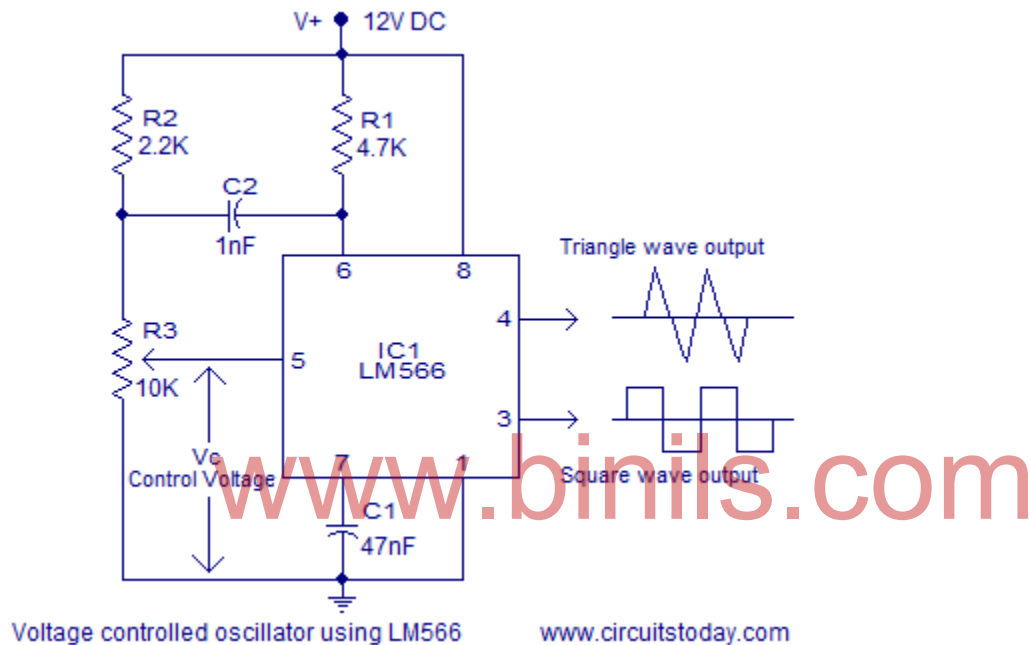 V+ 12V DC
R2
2.2K
R1
4.7K
C2
1nF
6
8
Triangle wave output
4
R3
10K
5
IC1
LM566
3
Vc
Control Voltage
7
1
Square wave output
www.binils.com
C1
47nF
Voltage controlled oscillator using LM566
www.circuitstoday.com